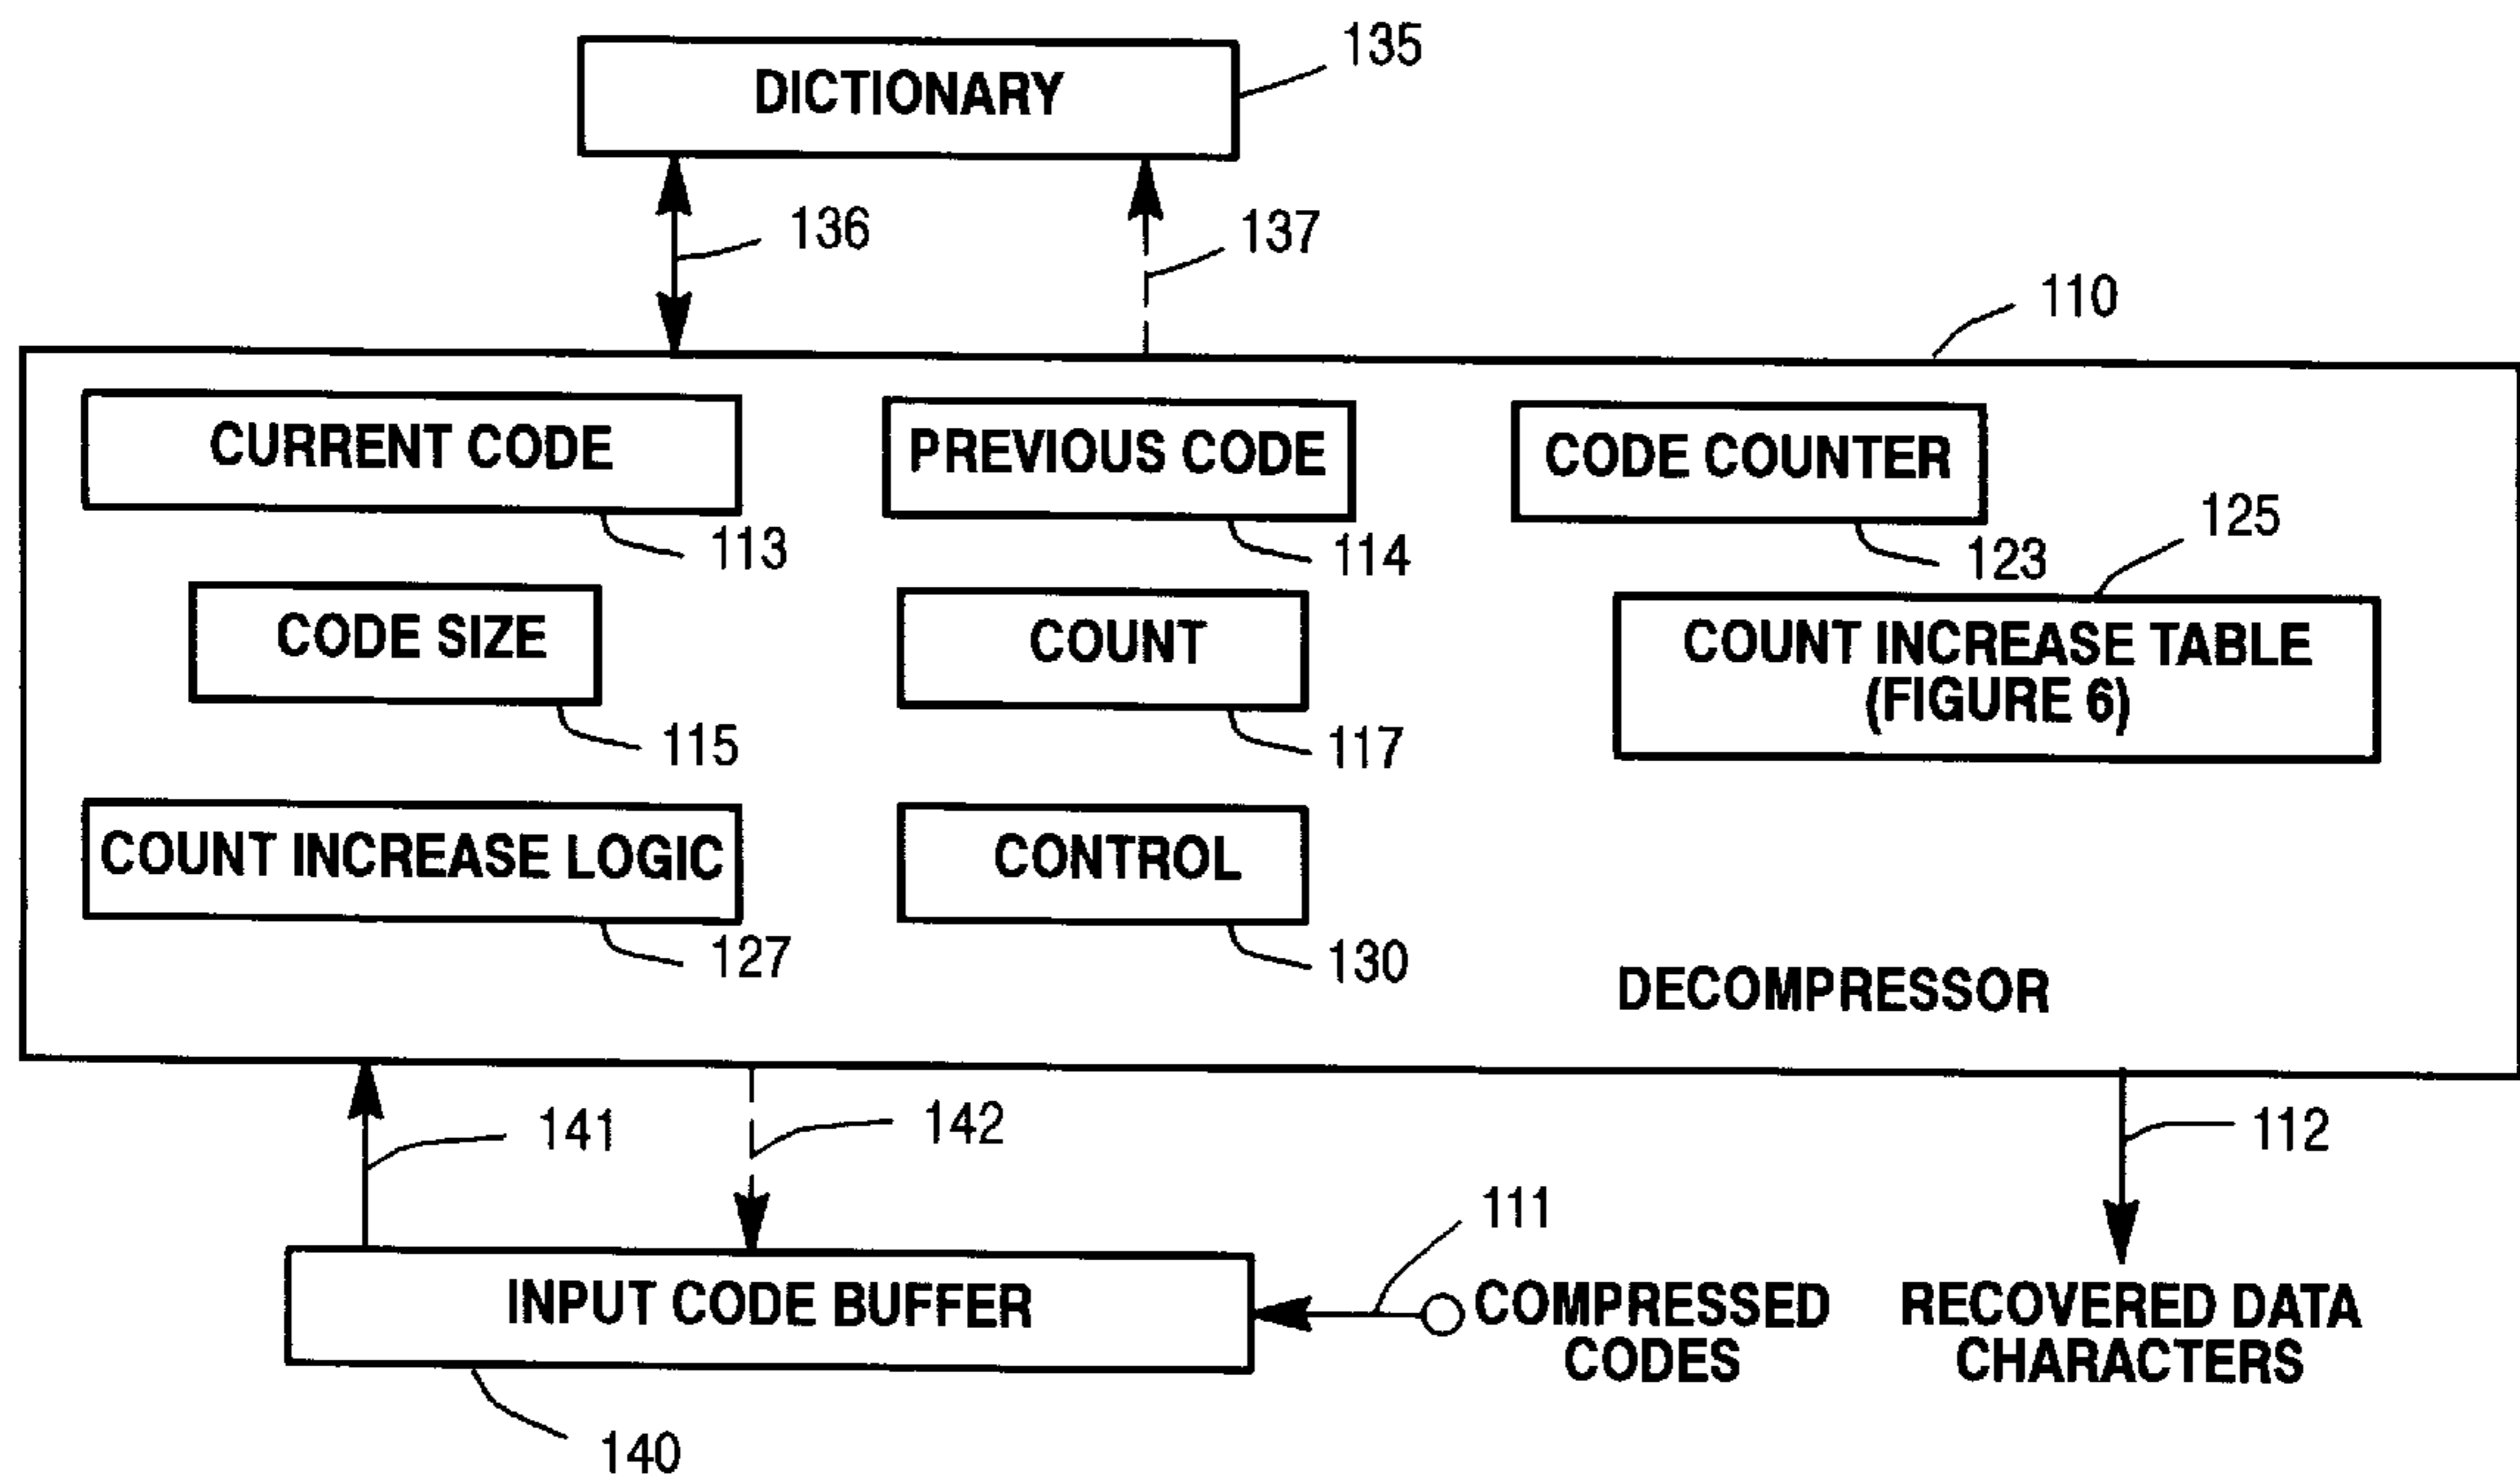 DICTIONARY
135
136
137
110
CURRENT CODE
113
PREVIOUS CODE
114
CODE COUNTER
123
125
CODE SIZE
115
COUNT
117
COUNT INCREASE TABLE
(FIGURE 6)
COUNT INCREASE LOGIC
127
CONTROL
130
DECOMPRESSOR
141
142
112
111
INPUT CODE BUFFER
140
COMPRESSED
CODES
RECOVERED DATA
CHARACTERS